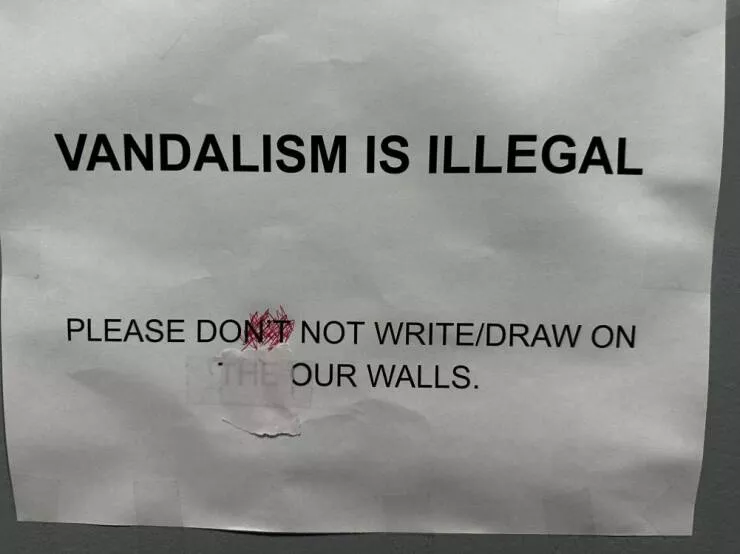 VANDALISM IS ILLEGAL
PLEASE DON'T NOT WRITE/DRAW ON
THE OUR WALLS.